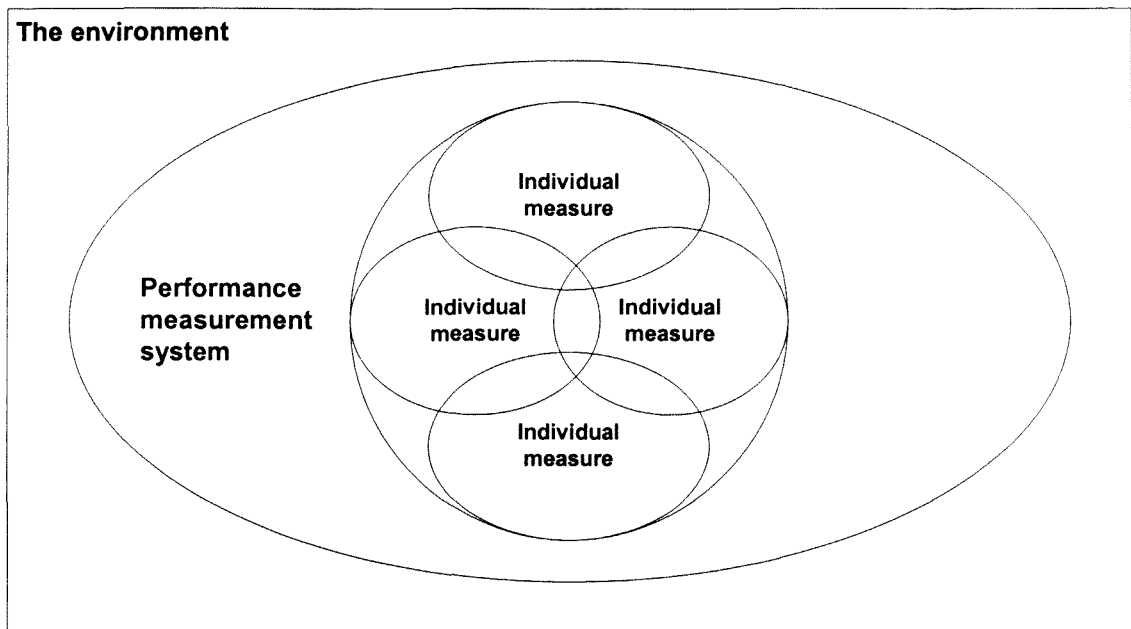 The environment
Individual
measure
Performance
measurement
system
Individual
measure
Individual
measure
Individual
measure